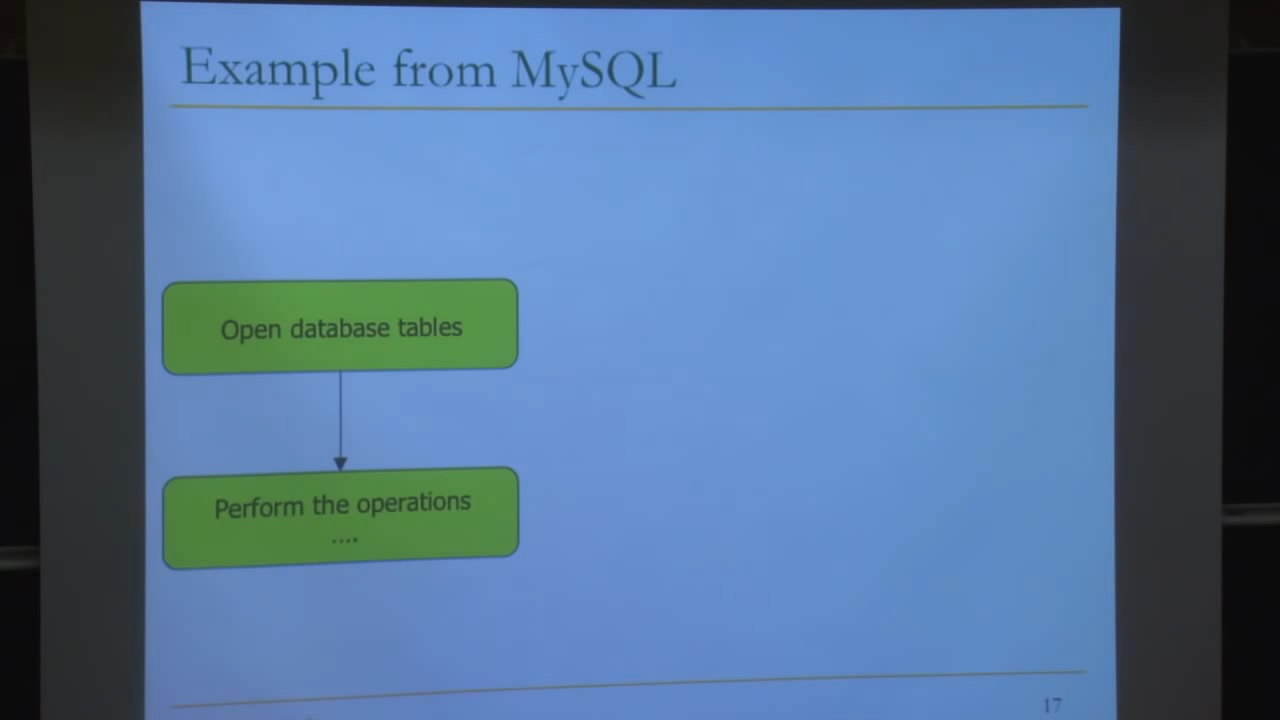 Example from MySQL
Open database tables
Perform the operations
....
17